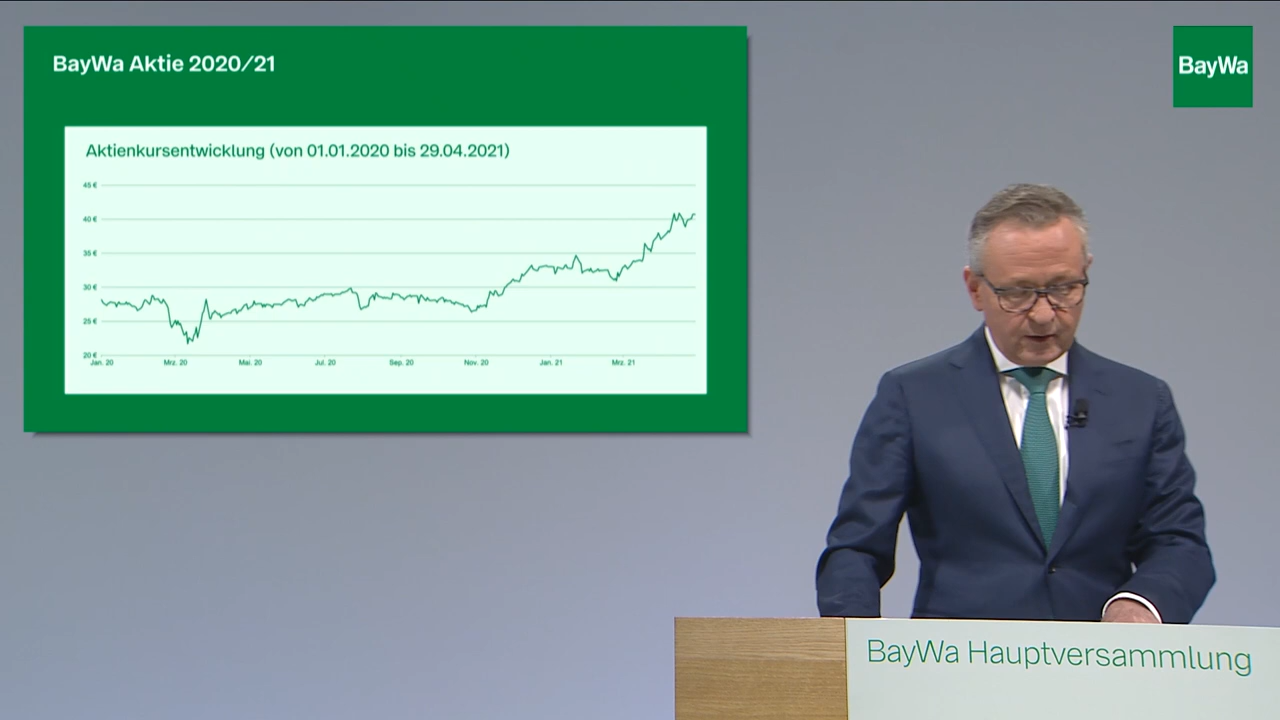 BayWa Aktie 2020/21
BayWa
Aktienkursentwicklung (von 01.01.2020 bis 29.04.2021)
45 €
40 €
35 €
30 €
25 €
20 €
Jan. 20 Mrz. 20 Mai. 20 Jul. 20 Sep. 20 Nov. 20 Jan. 21 Mrz. 21
BayWa Hauptversammlung